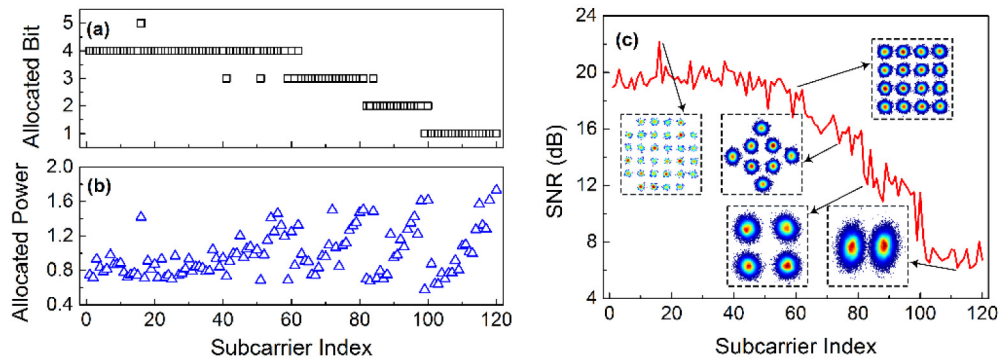 (a)
Allocated Bit
5
4
3
2
1
(b)
Allocated Power
2.0
1.6
1.2
0.8
0.4
0 20 40 60 80 100 120
Subcarrier Index
(c)
SNR (dB)
24
20
16
12
8
4
0 20 40 60 80 100 120
Subcarrier Index